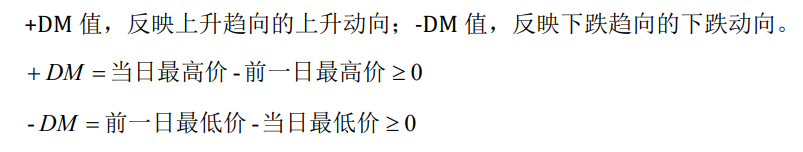 +DM 值，反映上升趋向的上升动向；-DM 值，反映下跌趋向的下跌动向。
+ DM = 当日最高价 - 前一日最高价 ≥ 0
- DM = 前一日最低价 - 当日最低价 ≥ 0